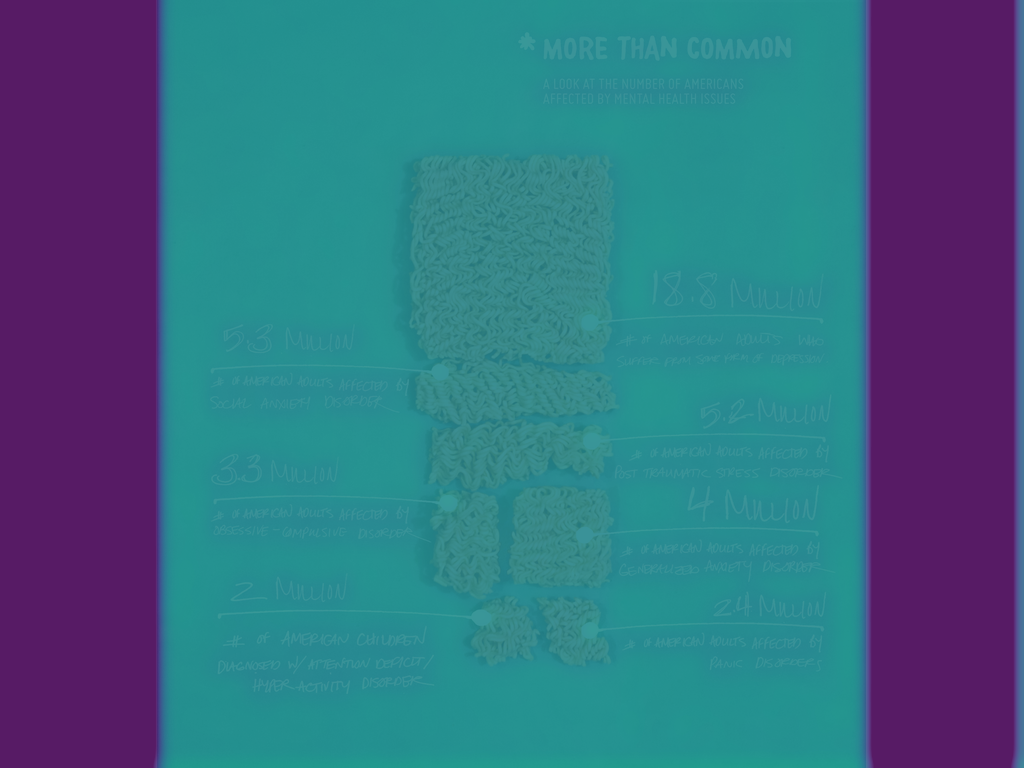 * MORE THAN COMMON
A LOOK AT THE NUMBER OF AMERICANS
AFFECTED BY MENTAL HEALTH ISSUES
18.8 MILLION
# OF AMERICAN ADULTS WHO
SUFFER FROM SOME FORM OF DEPRESSION
5.3 MILLION
# OF AMERICAN ADULTS AFFECTED BY
SOCIAL ANXIETY DISORDER
5.2 MILLION
# OF AMERICAN ADULTS AFFECTED BY
POST TRAUMATIC STRESS DISORDER
3.3 MILLION
# OF AMERICAN ADULTS AFFECTED BY
OBSESSIVE-COMPULSIVE DISORDER
4 MILLION
# OF AMERICAN ADULTS AFFECTED BY
GENERALIZED ANXIETY DISORDER
2 MILLION
# OF AMERICAN CHILDREN
DIAGNOSED W/ ATTENTION DEFICIT/
HYPER ACTIVITY DISORDER
2.4 MILLION
# OF AMERICAN ADULTS AFFECTED BY
PANIC DISORDERS